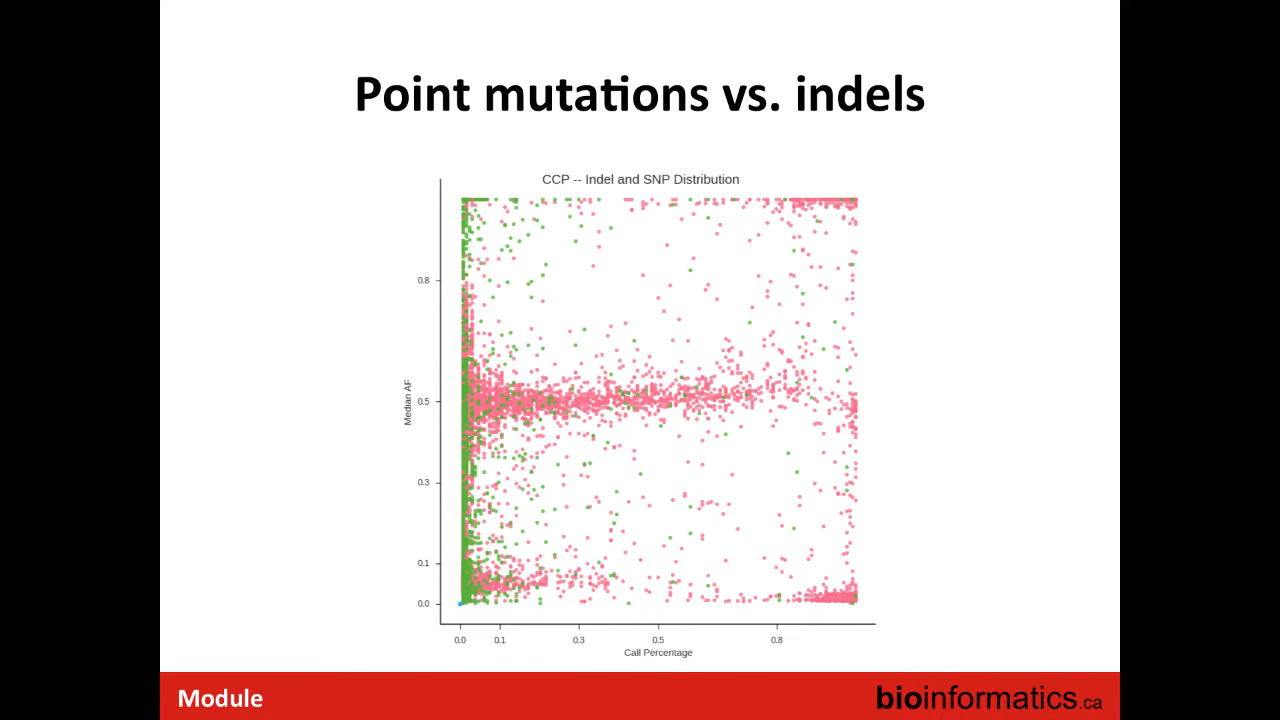 Point mutations vs. indels
CCP -- Indel and SNP Distribution
0.8
0.5
0.3
0.1
0.0
Median AF
0.0 0.1 0.3 0.5 0.8
Call Percentage
Module
bioinformatics.ca